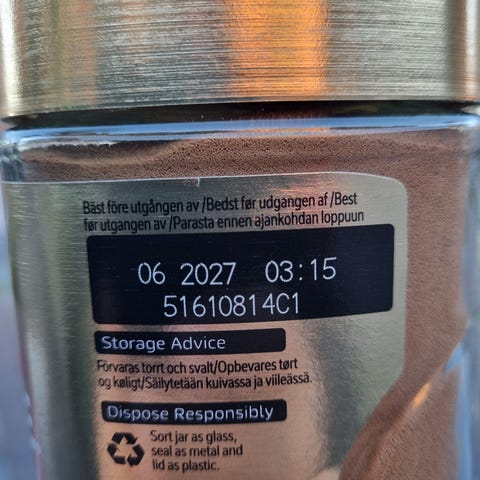 Bäst före utgången av /Bedst før udgangen af /Best
før utgangen av /Parasta ennen ajankohdan loppuun
06 2027 03:15
51610814C1
Storage Advice
Förvaras torrt och svalt/Opbevares tørt
og køligt/Säilytetään kuivassa ja viileässä.
Dispose Responsibly
Sort jar as glass,
seal as metal and
lid as plastic.